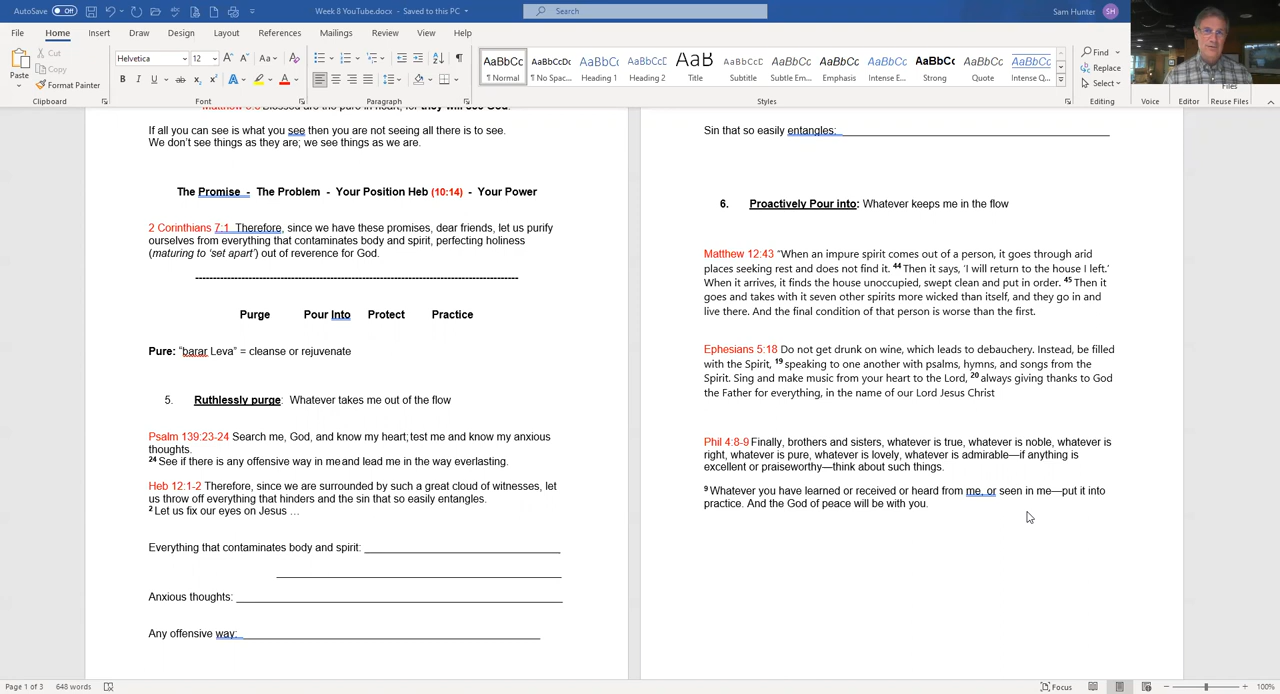 AutoSave Off
Week 8 YouTube.docx - Saved to this PC
Search
Sam Hunter SH
File Home Insert Draw Design Layout References Mailings Review View Help
Paste
Cut
Copy
Format Painter
Clipboard
Helvetica 12
Font
Paragraph
AaBbCc AaBbCcDc AaBbC AaBbCcD AaB AaBbCcD AaBbCcL AaBbCcL AaBbCcL AaBbCc AaBbCcL AaBbCcL
¶ Normal ¶ No Spac... Heading 1 Heading 2 Title Subtitle Subtle Em... Emphasis Intense E... Strong Quote Intense Q...
Styles
Find
Replace
Select
Editing
Voice
Editor
Files
Reuse Files
Blessed are the pure in heart, for they will see God.
If all you can see is what you see then you are not seeing all there is to see.
We don't see things as they are; we see things as we are.
The Promise - The Problem - Your Position Heb (10:14) - Your Power
2 Corinthians 7:1 Therefore, since we have these promises, dear friends, let us purify
ourselves from everything that contaminates body and spirit, perfecting holiness
(maturing to 'set apart') out of reverence for God.
Purge Pour Into Protect Practice
Pure: "barar Leva" = cleanse or rejuvenate
5. Ruthlessly purge: Whatever takes me out of the flow
Psalm 139:23-24 Search me, God, and know my heart; test me and know my anxious
thoughts.
24 See if there is any offensive way in me and lead me in the way everlasting.
Heb 12:1-2 Therefore, since we are surrounded by such a great cloud of witnesses, let
us throw off everything that hinders and the sin that so easily entangles.
2 Let us fix our eyes on Jesus ...
Everything that contaminates body and spirit:
Anxious thoughts:
Any offensive way:
Sin that so easily entangles:
6. Proactively Pour into: Whatever keeps me in the flow
Matthew 12:43 "When an impure spirit comes out of a person, it goes through arid
places seeking rest and does not find it. 44 Then it says, 'I will return to the house I left.'
When it arrives, it finds the house unoccupied, swept clean and put in order. 45 Then it
goes and takes with it seven other spirits more wicked than itself, and they go in and
live there. And the final condition of that person is worse than the first.
Ephesians 5:18 Do not get drunk on wine, which leads to debauchery. Instead, be filled
with the Spirit, 19 speaking to one another with psalms, hymns, and songs from the
Spirit. Sing and make music from your heart to the Lord, 20 always giving thanks to God
the Father for everything, in the name of our Lord Jesus Christ
Phil 4:8-9 Finally, brothers and sisters, whatever is true, whatever is noble, whatever is
right, whatever is pure, whatever is lovely, whatever is admirable—if anything is
excellent or praiseworthy—think about such things.
9 Whatever you have learned or received or heard from me, or seen in me—put it into
practice. And the God of peace will be with you.
Page 1 of 3 648 words
Focus
100%